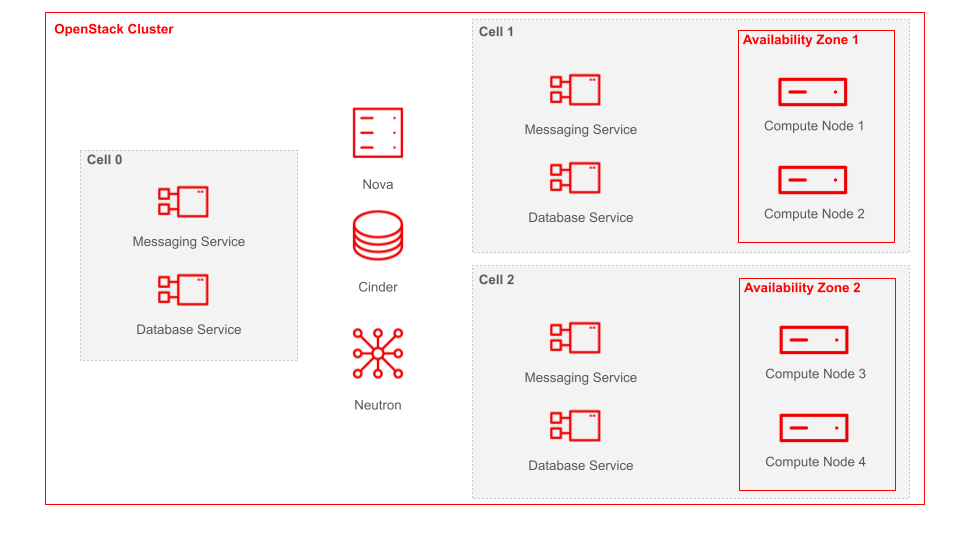 OpenStack Cluster
Cell 0
Messaging Service
Database Service
Nova
Cinder
Neutron
Cell 1
Messaging Service
Database Service
Availability Zone 1
Compute Node 1
Compute Node 2
Cell 2
Messaging Service
Database Service
Availability Zone 2
Compute Node 3
Compute Node 4